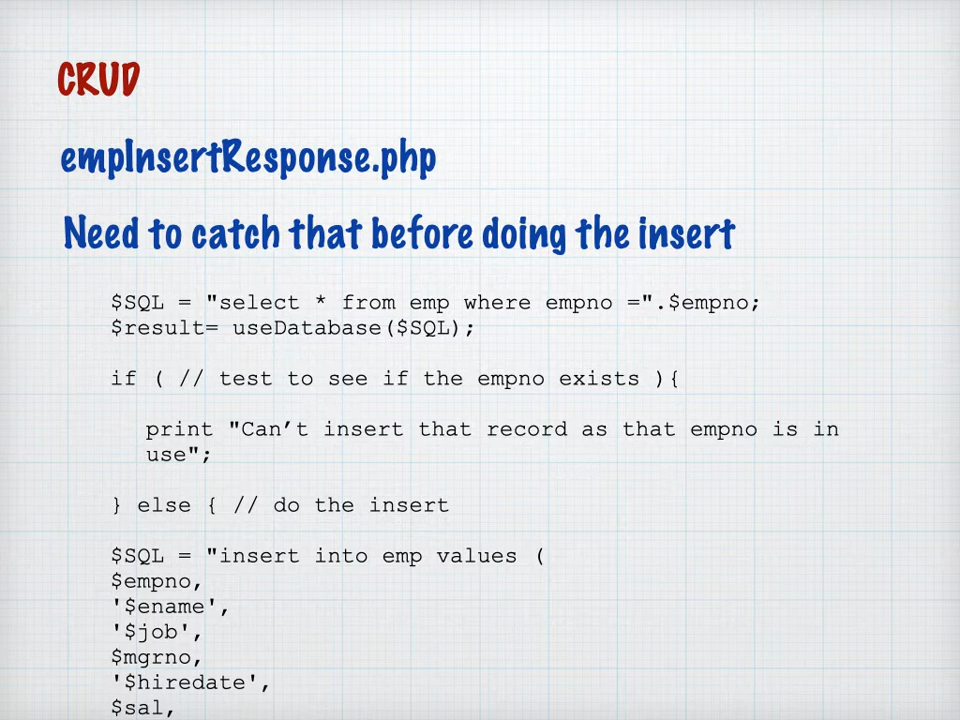 CRUD
empInsertResponse.php
Need to catch that before doing the insert
$SQL = "select * from emp where empno =".$empno;
$result= useDatabase($SQL);
if ( // test to see if the empno exists ){
print "Can’t insert that record as that empno is in
use";
} else { // do the insert
$SQL = "insert into emp values (
$empno,
'$ename',
'$job',
$mgrno,
'$hiredate',
$sal,